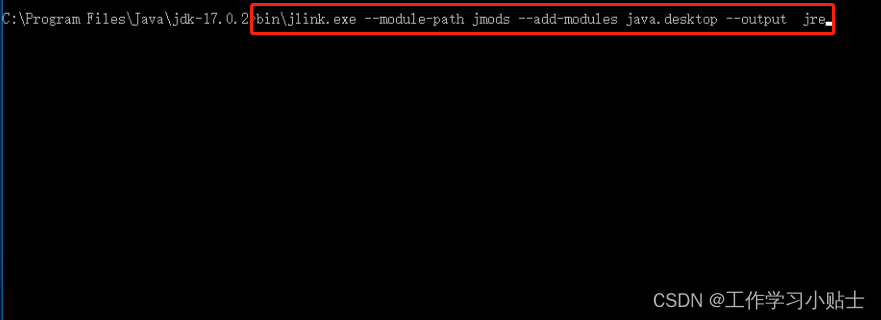 C:\Program Files\Java\jdk-17.0.2>bin\jlink.exe --module-path jmods --add-modules java.desktop --output  jre
CSDN @工作学习小贴士